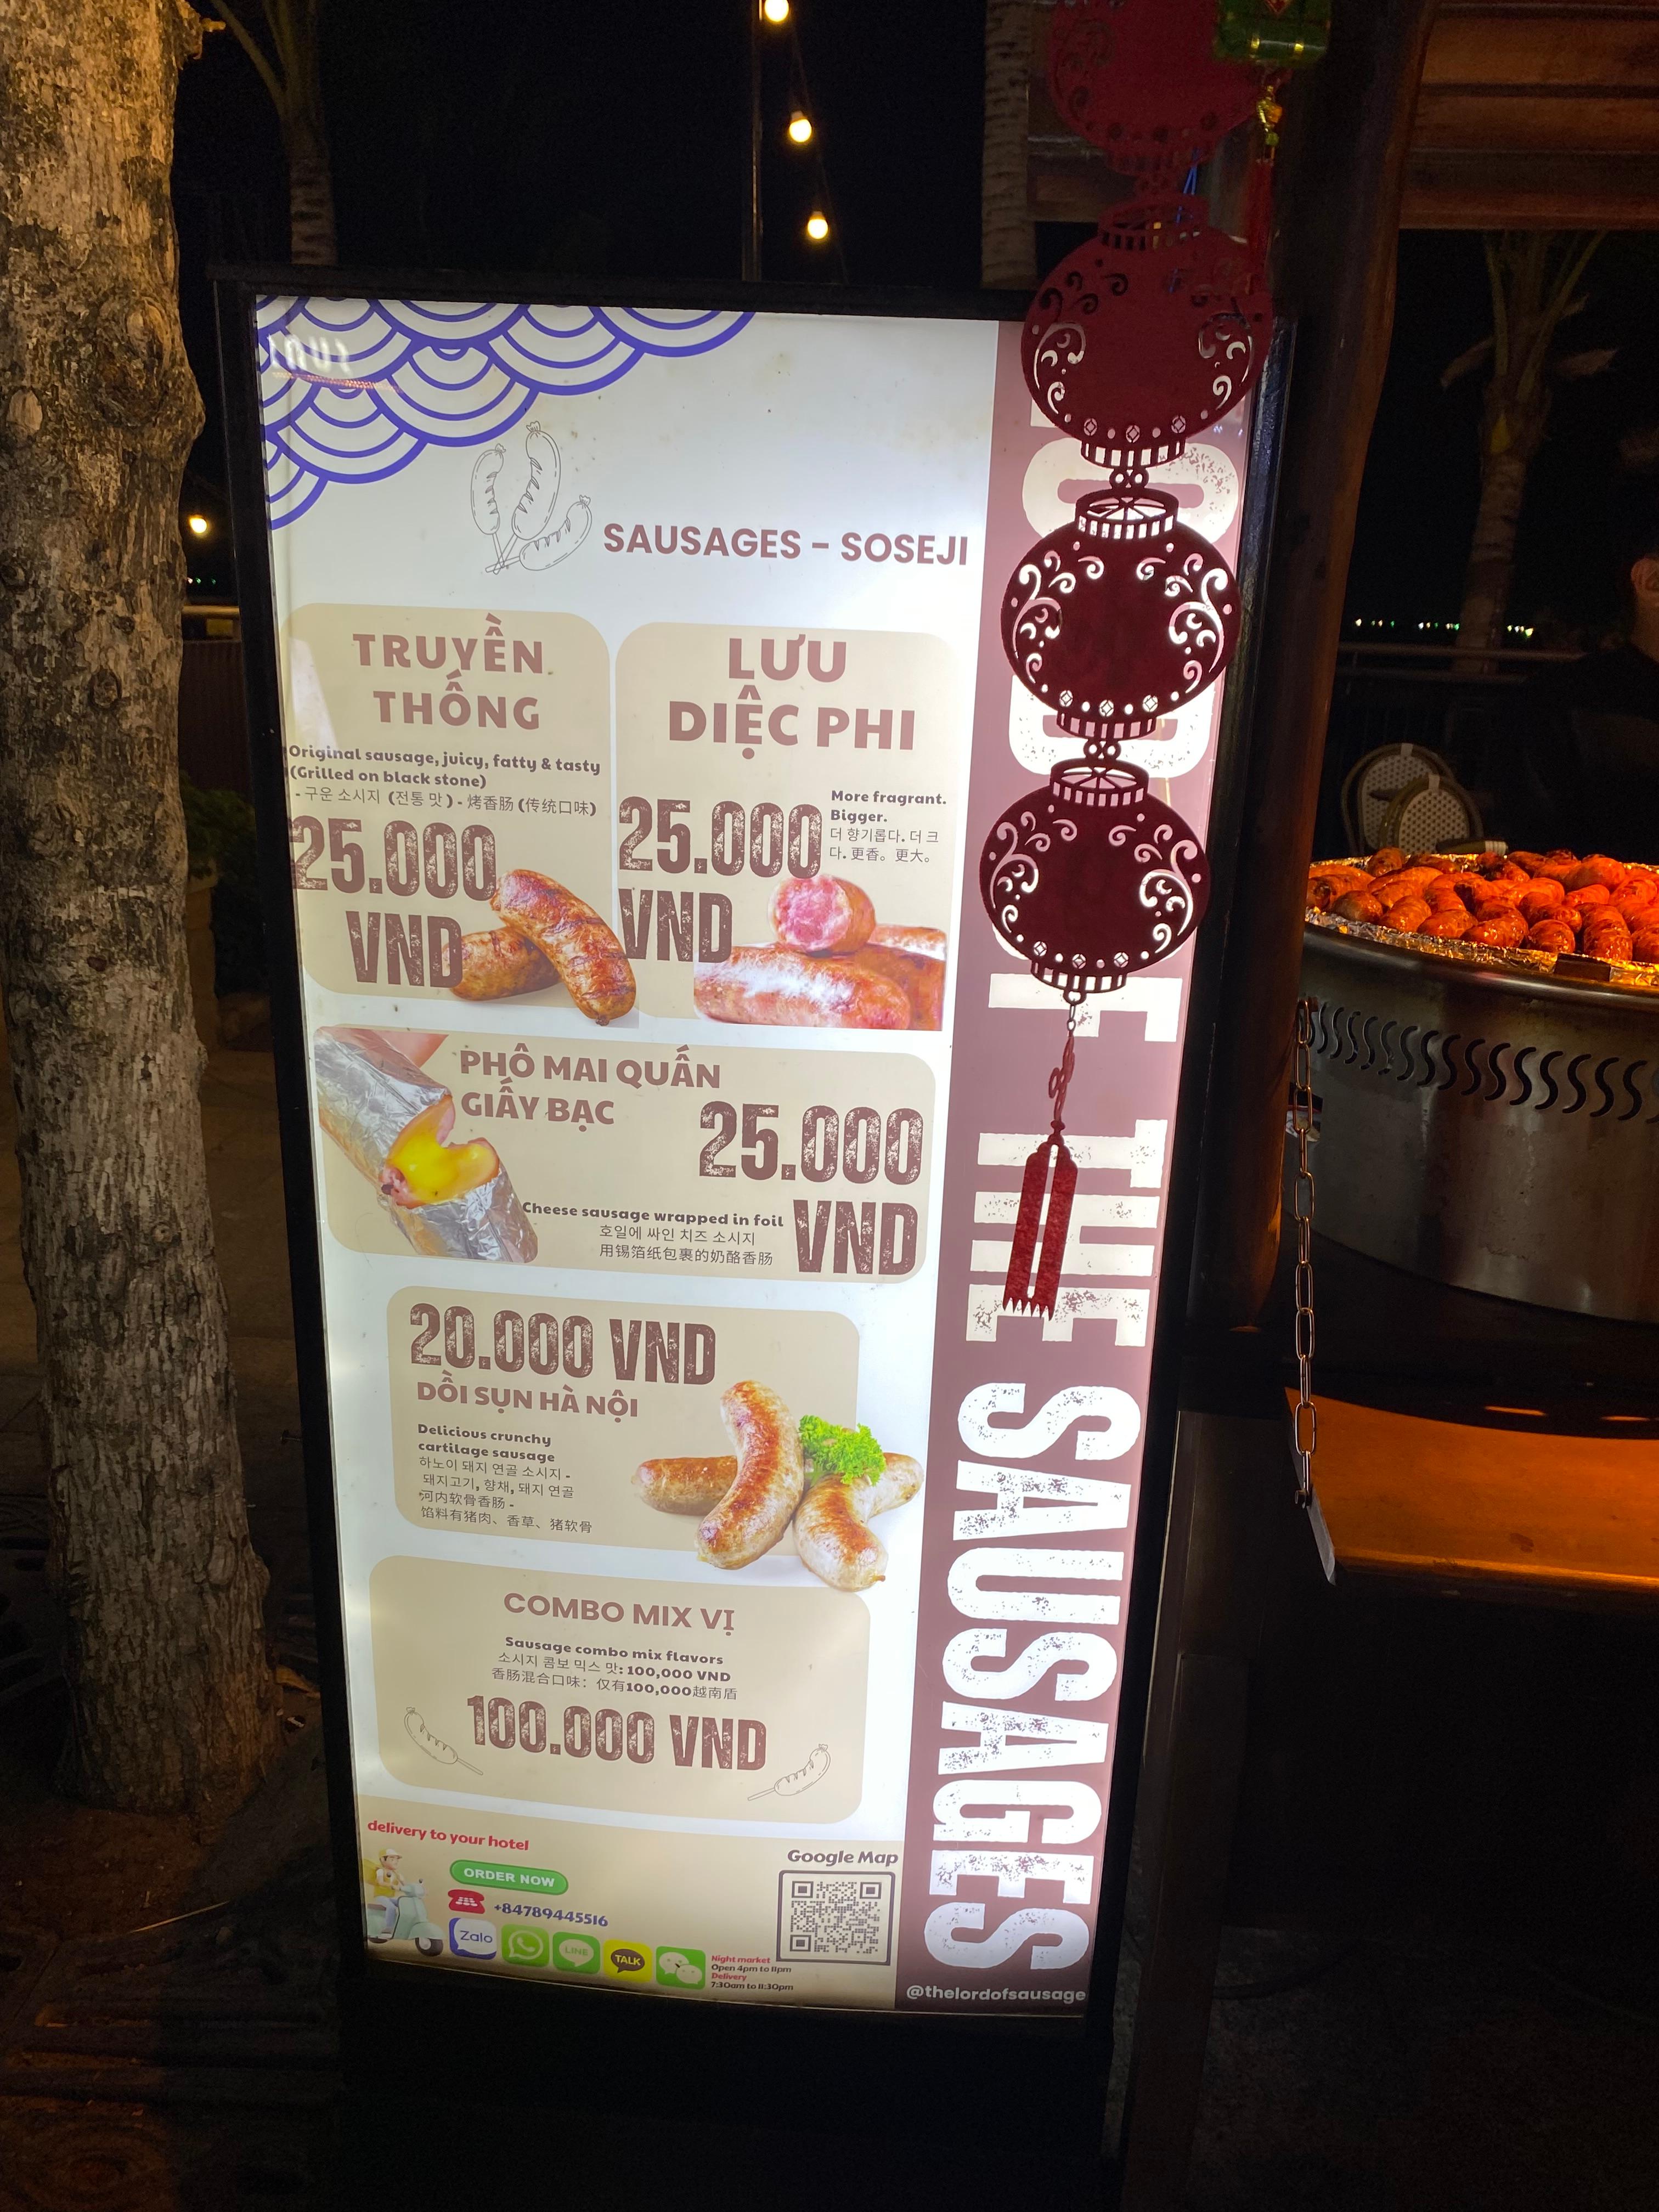 SAUSAGES - SOSEJI
TRUYỀN
THỐNG
Original sausage, juicy, fatty & tasty
(Grilled on black stone)
- 구운 소시지 (전통 맛) - 烤香肠 (传统口味)
25.000
VND
LƯU
DIỆC PHI
25.000
VND
More fragrant.
Bigger.
더 향기롭다. 더 크
다. 更香。更大。
PHÔ MAI QUẤN
GIẤY BẠC
25.000
VND
Cheese sausage wrapped in foil
호일에 싸인 치즈 소시지
用锡箔纸包裹的奶酪香肠
20.000 VND
DỒI SỤN HÀ NỘI
Delicious crunchy
cartilage sausage
하노이 돼지 연골 소시지 -
돼지고기, 향채, 돼지 연골
河内软骨香肠 -
馅料有猪肉、香草、猪软骨
COMBO MIX VỊ
Sausage combo mix flavors
소시지 콤보 믹스 맛: 100,000 VND
香肠混合口味: 仅有100,000越南盾
100.000 VND
delivery to your hotel
ORDER NOW
+84789445516
Zalo
LINE
TALK
Night market
Open 4pm to 11pm
Delivery
7:30am to 11:30pm
Google Map
THE SAUSAGES
@thelordofsausage